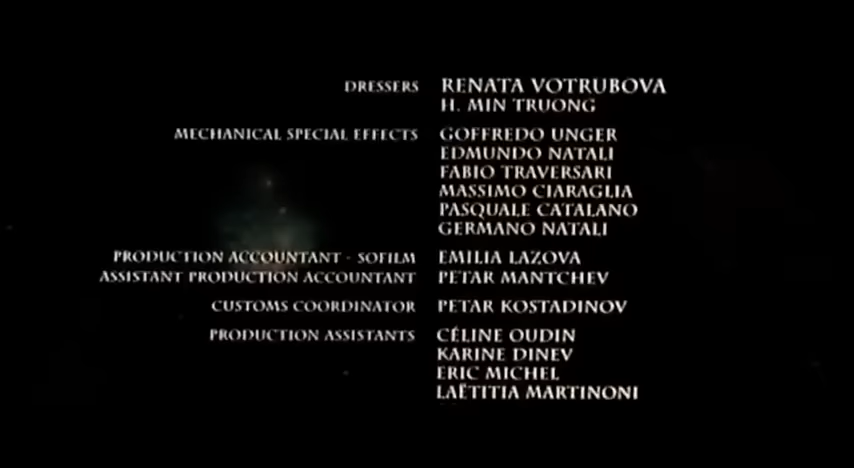 DRESSERS RENATA VOTRUBOVA
H. MIN TRUONG
MECHANICAL SPECIAL EFFECTS GOFFREDO UNGER
EDMUNDO NATALI
FABIO TRAVERSARI
MASSIMO CIARAGLIA
PASQUALE CATALANO
GERMANO NATALI
PRODUCTION ACCOUNTANT - SOFILM EMILIA LAZOVA
ASSISTANT PRODUCTION ACCOUNTANT PETAR MANTCHEV
CUSTOMS COORDINATOR PETAR KOSTADINOV
PRODUCTION ASSISTANTS CÉLINE OUDIN
KARINE DINEV
ERIC MICHEL
LAËTITIA MARTINONI